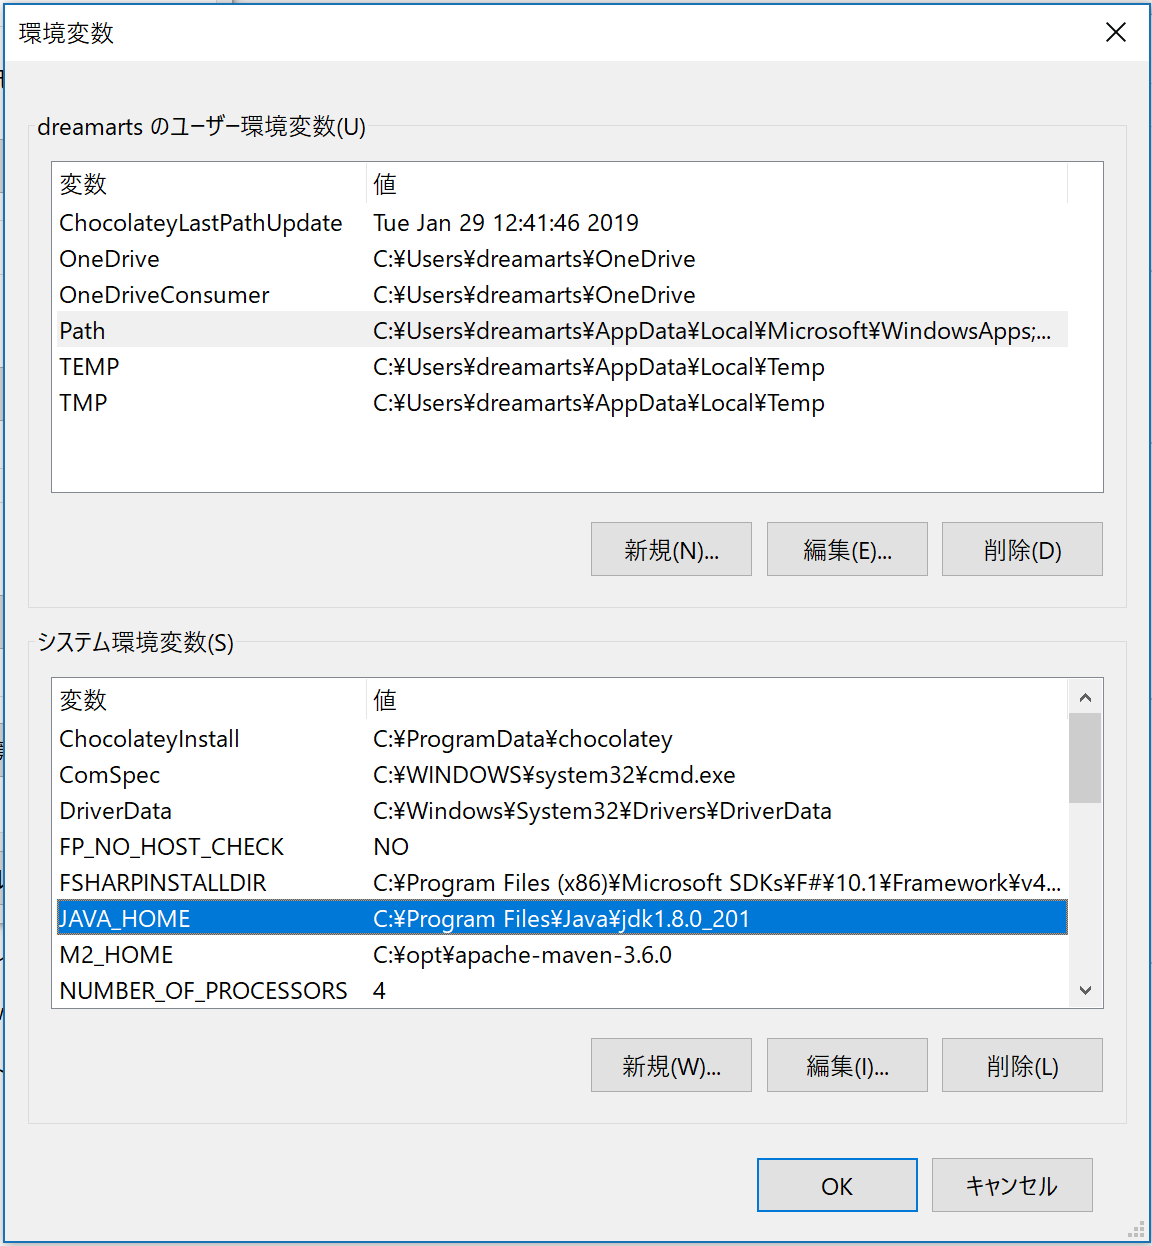 環境変数
dreamarts のユーザー環境変数(U)
変数 値
ChocolateyLastPathUpdate Tue Jan 29 12:41:46 2019
OneDrive C:¥Users¥dreamarts¥OneDrive
OneDriveConsumer C:¥Users¥dreamarts¥OneDrive
Path C:¥Users¥dreamarts¥AppData¥Local¥Microsoft¥WindowsApps;...
TEMP C:¥Users¥dreamarts¥AppData¥Local¥Temp
TMP C:¥Users¥dreamarts¥AppData¥Local¥Temp
新規(N)... 編集(E)... 削除(D)
システム環境変数(S)
変数 値
ChocolateyInstall C:¥ProgramData¥chocolatey
ComSpec C:¥WINDOWS¥system32¥cmd.exe
DriverData C:¥Windows¥System32¥Drivers¥DriverData
FP_NO_HOST_CHECK NO
FSHARPINSTALLDIR C:¥Program Files (x86)¥Microsoft SDKs¥F#¥10.1¥Framework¥v4...
JAVA_HOME C:¥Program Files¥Java¥jdk1.8.0_201
M2_HOME C:¥opt¥apache-maven-3.6.0
NUMBER_OF_PROCESSORS 4
新規(W)... 編集(I)... 削除(L)
OK キャンセル